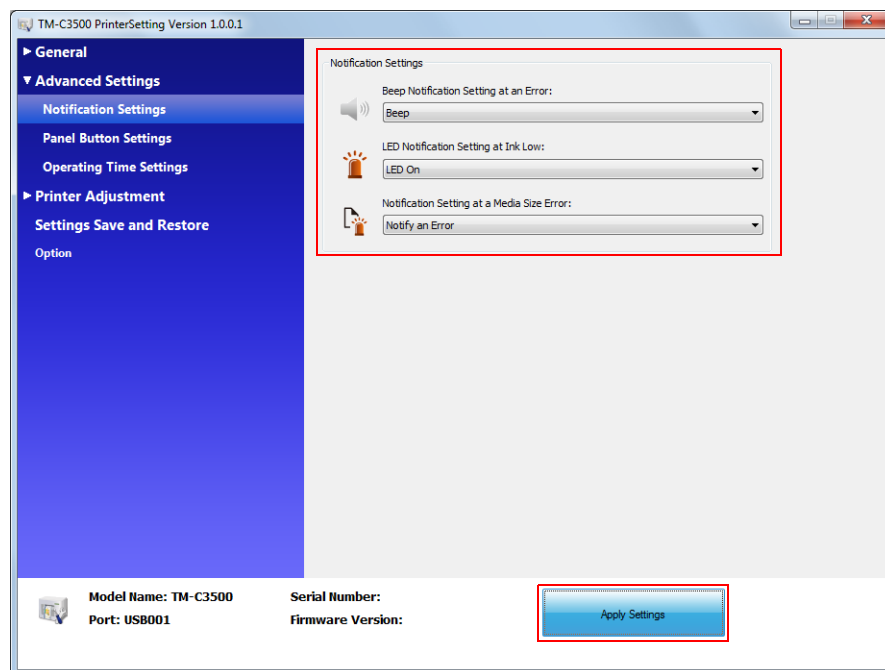 TM-C3500 PrinterSetting Version 1.0.0.1
General
Advanced Settings
Notification Settings
Panel Button Settings
Operating Time Settings
Printer Adjustment
Settings Save and Restore
Option
Notification Settings
Beep Notification Setting at an Error:
Beep
LED Notification Setting at Ink Low:
LED On
Notification Setting at a Media Size Error:
Notify an Error
Model Name: TM-C3500
Serial Number:
Port: USB001
Firmware Version:
Apply Settings